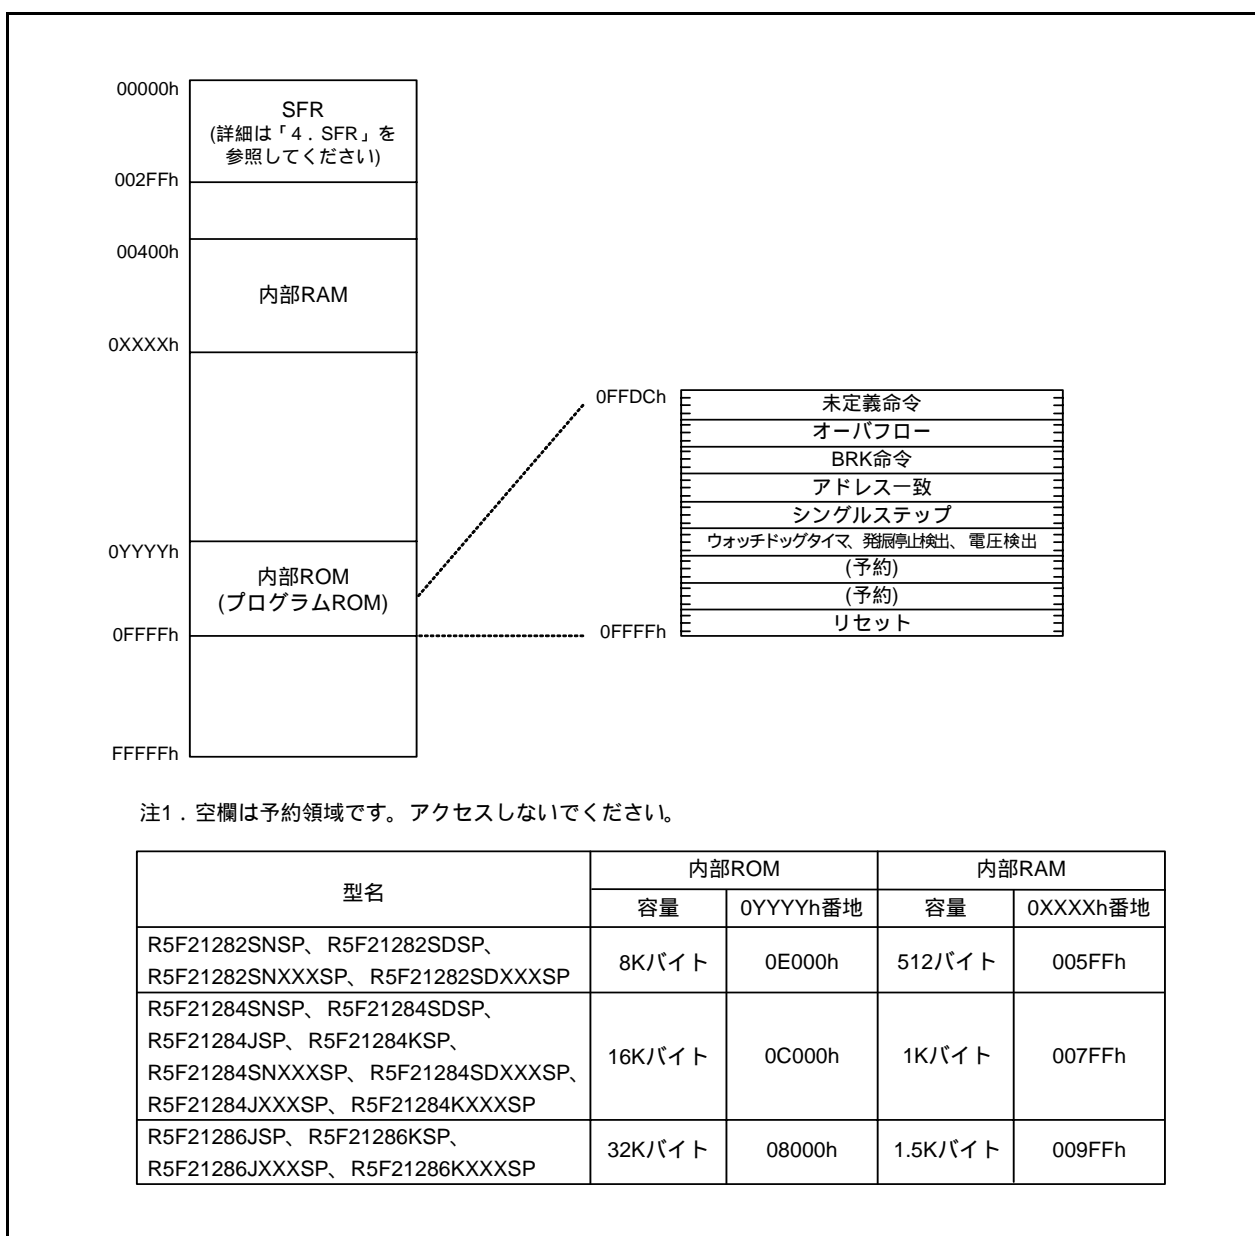 00000h
SFR
(詳細は「4．SFR」を
参照してください)
002FFh
00400h
内部RAM
0XXXXh
0YYYYh
内部ROM
(プログラムROM)
0FFFFh
FFFFFh
0FFDCh
未定義命令
オーバフロー
BRK命令
アドレス一致
シングルステップ
ウォッチドッグタイマ、発振停止検出、電圧検出
(予約)
(予約)
リセット
0FFFFh
注1．空欄は予約領域です。アクセスしないでください。
型名 内部ROM 内部RAM
容量 0YYYYh番地 容量 0XXXXh番地
R5F21282SNSP、R5F21282SDSP、
R5F21282SNXXXSP、R5F21282SDXXXSP
8Kバイト 0E000h 512バイト 005FFh
R5F21284SNSP、R5F21284SDSP、
R5F21284JSP、R5F21284KSP、
R5F21284SNXXXSP、R5F21284SDXXXSP、
R5F21284JXXXSP、R5F21284KXXXSP
16Kバイト 0C000h 1Kバイト 007FFh
R5F21286JSP、R5F21286KSP、
R5F21286JXXXSP、R5F21286KXXXSP
32Kバイト 08000h 1.5Kバイト 009FFh